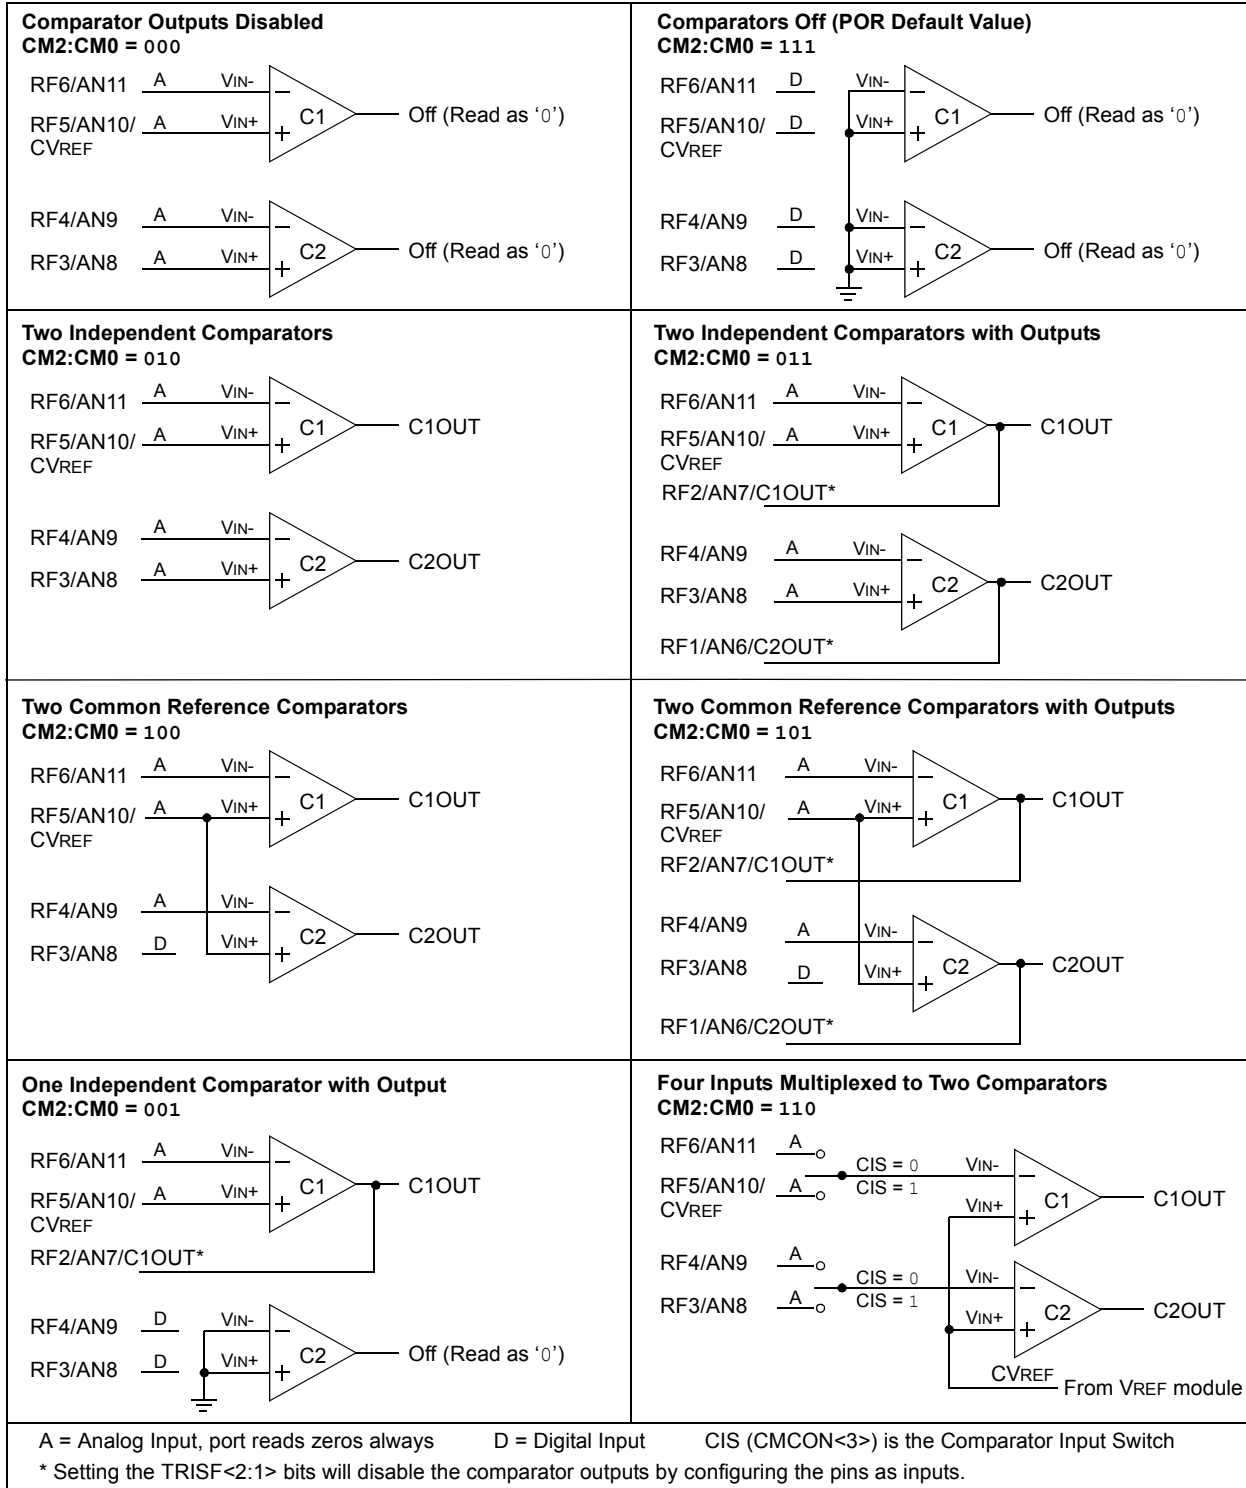 Comparator Outputs Disabled
CM2:CM0 = 000
RF6/AN11 A VIN-
RF5/AN10/ A VIN+
CVREF
C1
Off (Read as ‘0’)
RF4/AN9 A VIN-
RF3/AN8 A VIN+
C2
Off (Read as ‘0’)
Comparators Off (POR Default Value)
CM2:CM0 = 111
RF6/AN11 D VIN-
RF5/AN10/ D VIN+
CVREF
C1
Off (Read as ‘0’)
RF4/AN9 D VIN-
RF3/AN8 D VIN+
C2
Off (Read as ‘0’)
Two Independent Comparators
CM2:CM0 = 010
RF6/AN11 A VIN-
RF5/AN10/ A VIN+
CVREF
C1
C1OUT
RF4/AN9 A VIN-
RF3/AN8 A VIN+
C2
C2OUT
Two Independent Comparators with Outputs
CM2:CM0 = 011
RF6/AN11 A VIN-
RF5/AN10/ A VIN+
CVREF
C1
C1OUT
RF2/AN7/C1OUT*
RF4/AN9 A VIN-
RF3/AN8 A VIN+
C2
C2OUT
RF1/AN6/C2OUT*
Two Common Reference Comparators
CM2:CM0 = 100
RF6/AN11 A VIN-
RF5/AN10/ A VIN+
CVREF
C1
C1OUT
RF4/AN9 A VIN-
RF3/AN8 D VIN+
C2
C2OUT
Two Common Reference Comparators with Outputs
CM2:CM0 = 101
RF6/AN11 A VIN-
RF5/AN10/ A VIN+
CVREF
C1
C1OUT
RF2/AN7/C1OUT*
RF4/AN9 A VIN-
RF3/AN8 D VIN+
C2
C2OUT
RF1/AN6/C2OUT*
One Independent Comparator with Output
CM2:CM0 = 001
RF6/AN11 A VIN-
RF5/AN10/ A VIN+
CVREF
C1
C1OUT
RF2/AN7/C1OUT*
RF4/AN9 D VIN-
RF3/AN8 D VIN+
C2
Off (Read as ‘0’)
Four Inputs Multiplexed to Two Comparators
CM2:CM0 = 110
RF6/AN11 A
CIS = 0 VIN-
RF5/AN10/ A CIS = 1
CVREF
VIN+
C1
C1OUT
RF4/AN9 A
CIS = 0 VIN-
RF3/AN8 A CIS = 1
VIN+
C2
C2OUT
CVREF
From VREF module
A = Analog Input, port reads zeros always D = Digital Input CIS (CMCON<3>) is the Comparator Input Switch
* Setting the TRISF<2:1> bits will disable the comparator outputs by configuring the pins as inputs.